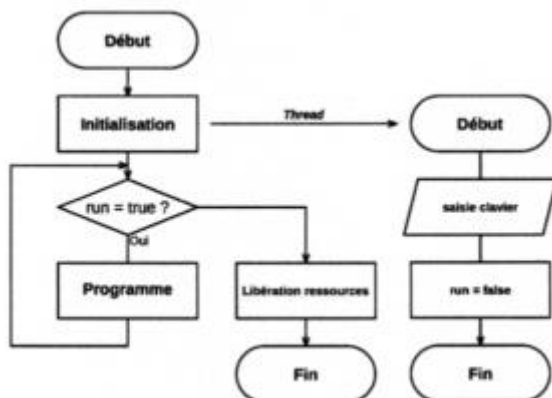 Début
Initialisation
Thread
Début
run = true ?
saisie clavier
Oui
Programme
Libération ressources
run = false
Fin
Fin